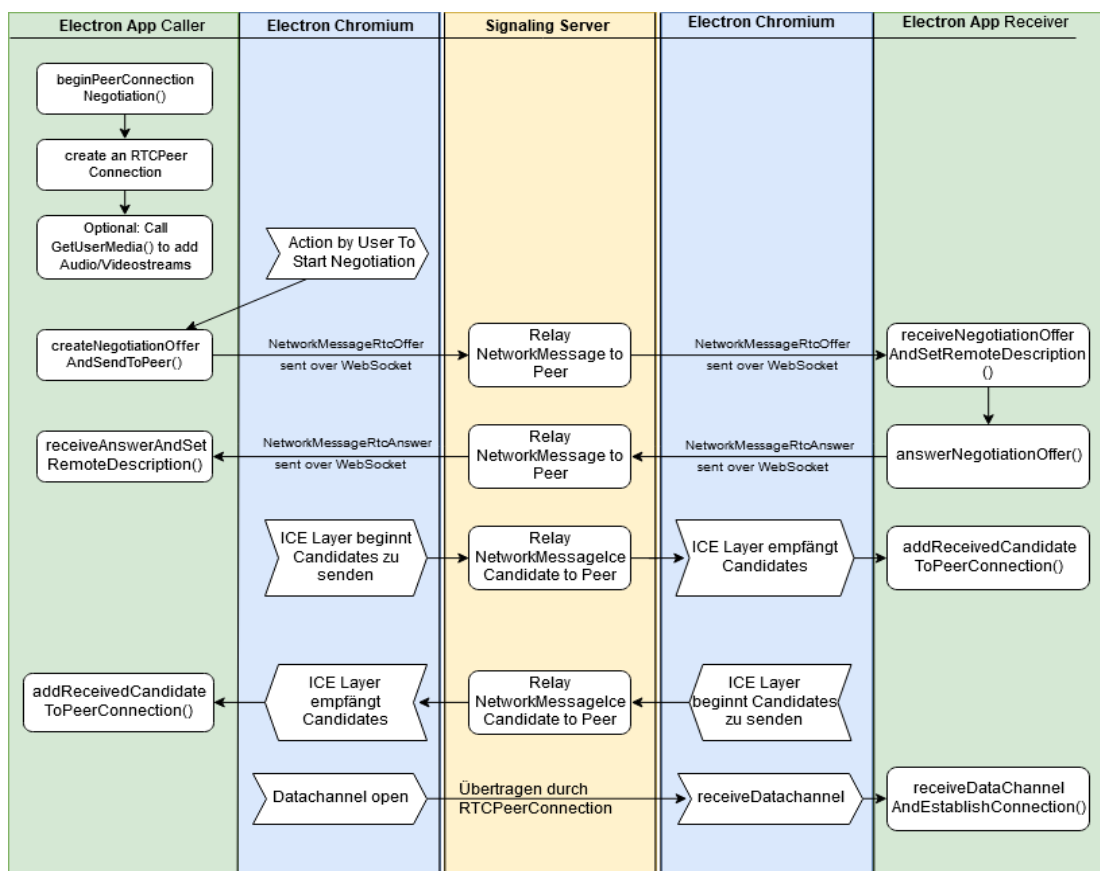 Electron App Caller
Electron Chromium
Signaling Server
Electron Chromium
Electron App Receiver
beginPeerConnection
Negotiation()
create an RTCPeer
Connection
Optional: Call
GetUserMedia() to add
Audio/Videostreams
Action by User To
Start Negotiation
createNegotiationOffer
AndSendToPeer()
NetworkMessageRtcOffer
sent over WebSocket
Relay
NetworkMessage to
Peer
NetworkMessageRtcOffer
sent over WebSocket
receiveNegotiationOffer
AndSetRemoteDescription
()
receiveAnswerAndSet
RemoteDescription()
NetworkMessageRtcAnswer
sent over WebSocket
Relay
NetworkMessage to
Peer
NetworkMessageRtcAnswer
sent over WebSocket
answerNegotiationOffer()
ICE Layer beginnt
Candidates zu
senden
Relay
NetworkMessageIce
Candidate to Peer
ICE Layer empfängt
Candidates
addReceivedCandidate
ToPeerConnection()
addReceivedCandidate
ToPeerConnection()
ICE Layer
empfängt
Candidates
Relay
NetworkMessageIce
Candidate to Peer
ICE Layer
beginnt Candidates
zu senden
Datachannel open
Übertragen durch
RTCPeerConnection
receiveDatachannel
receiveDataChannel
AndEstablishConnection()